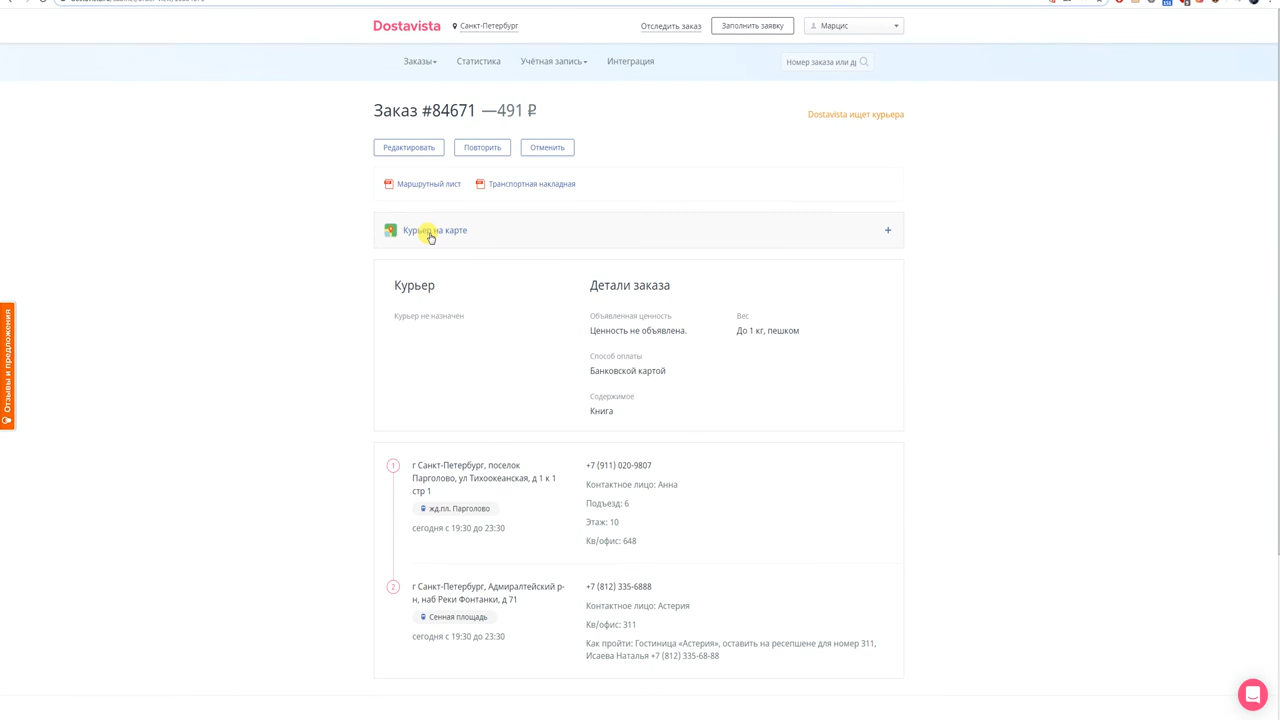 Dostavista
Санкт-Петербург
Отследить заказ
Заполнить заявку
Марцис
Заказы
Статистика
Учётная запись
Интеграция
Номер заказа или др
Заказ #84671 —491 ₽
Dostavista ищет курьера
Редактировать
Повторить
Отменить
Маршрутный лист
Транспортная накладная
Курьер на карте
+
Курьер
Курьер не назначен
Детали заказа
Объявленная ценность
Ценность не объявлена.
Вес
До 1 кг, пешком
Способ оплаты
Банковской картой
Содержимое
Книга
Отзывы и предложения
1
г Санкт-Петербург, поселок
Парголово, ул Тихоокеанская, д 1 к 1
стр 1
жд.пл. Парголово
сегодня с 19:30 до 23:30
+7 (911) 020-9807
Контактное лицо: Анна
Подъезд: 6
Этаж: 10
Кв/офис: 648
2
г Санкт-Петербург, Адмиралтейский р-
н, наб Реки Фонтанки, д 71
Сенная площадь
сегодня с 19:30 до 23:30
+7 (812) 335-6888
Контактное лицо: Астерия
Кв/офис: 311
Как пройти: Гостиница «Астерия», оставить на ресепшене для номер 311,
Исаева Наталья +7 (812) 335-68-88